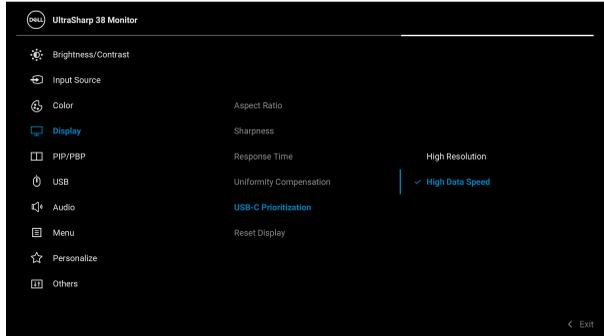 DELL
UltraSharp 38 Monitor
Brightness/Contrast
Input Source
Color
Display
PIP/PBP
USB
Audio
Menu
Personalize
Others
Aspect Ratio
Sharpness
Response Time
Uniformity Compensation
USB-C Prioritization
Reset Display
High Resolution
High Data Speed
Exit